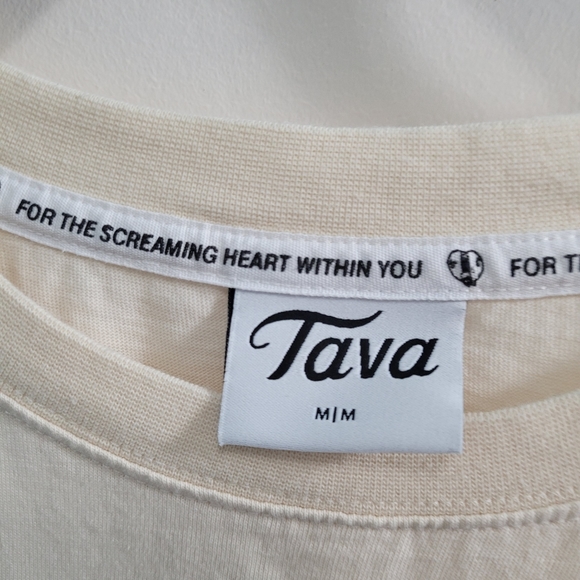 FOR THE SCREAMING HEART WITHIN YOU FOR
Tava
M|M